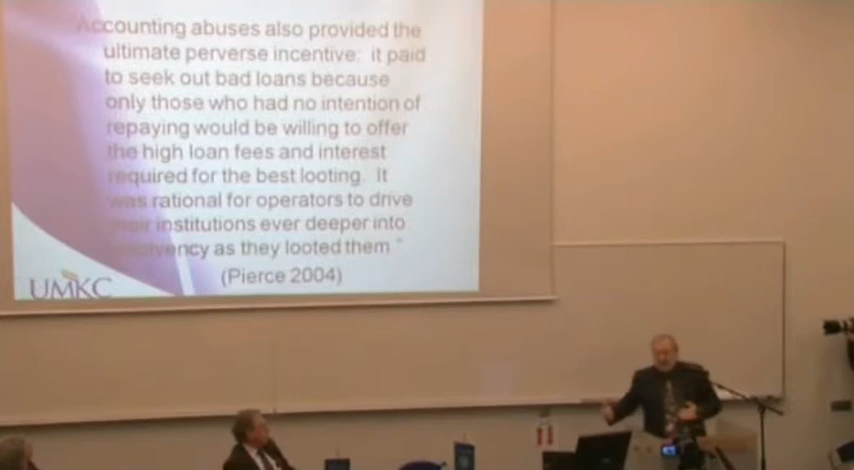 Accounting abuses also provided the
ultimate perverse incentive: it paid
to seek out bad loans because
only those who had no intention of
repaying would be willing to offer
the high loan fees and interest
required for the best looting. It
was rational for operators to drive
their institutions ever deeper into
insolvency as they looted them "
(Pierce 2004)
UMKC